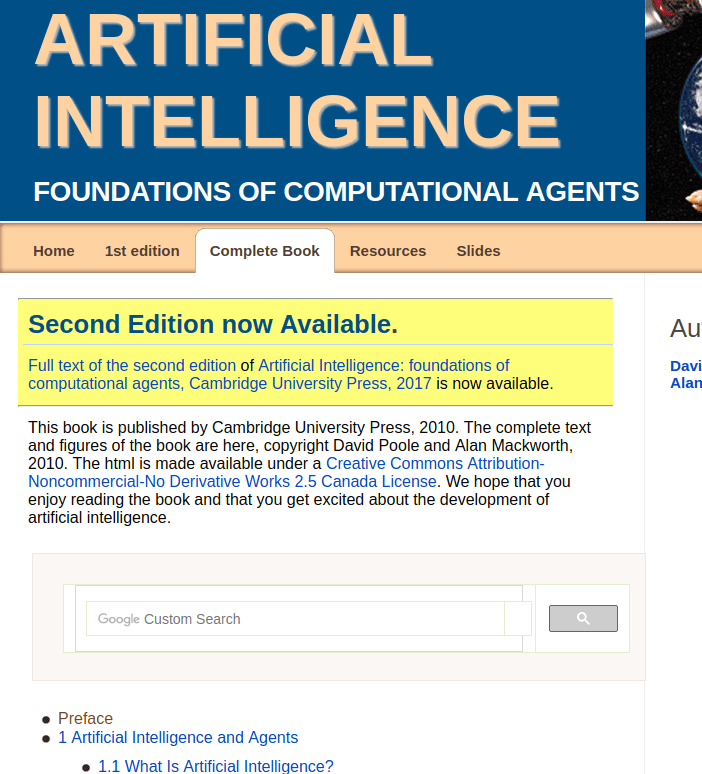 ARTIFICIAL
INTELLIGENCE
FOUNDATIONS OF COMPUTATIONAL AGENTS
Home 1st edition Complete Book Resources Slides
Second Edition now Available.
Full text of the second edition of Artificial Intelligence: foundations of
computational agents, Cambridge University Press, 2017 is now available.
This book is published by Cambridge University Press, 2010. The complete text
and figures of the book are here, copyright David Poole and Alan Mackworth,
2010. The html is made available under a Creative Commons Attribution-
Noncommercial-No Derivative Works 2.5 Canada License. We hope that you
enjoy reading the book and that you get excited about the development of
artificial intelligence.
Google Custom Search
Preface
1 Artificial Intelligence and Agents
1.1 What Is Artificial Intelligence?
Au
Davi
Alan